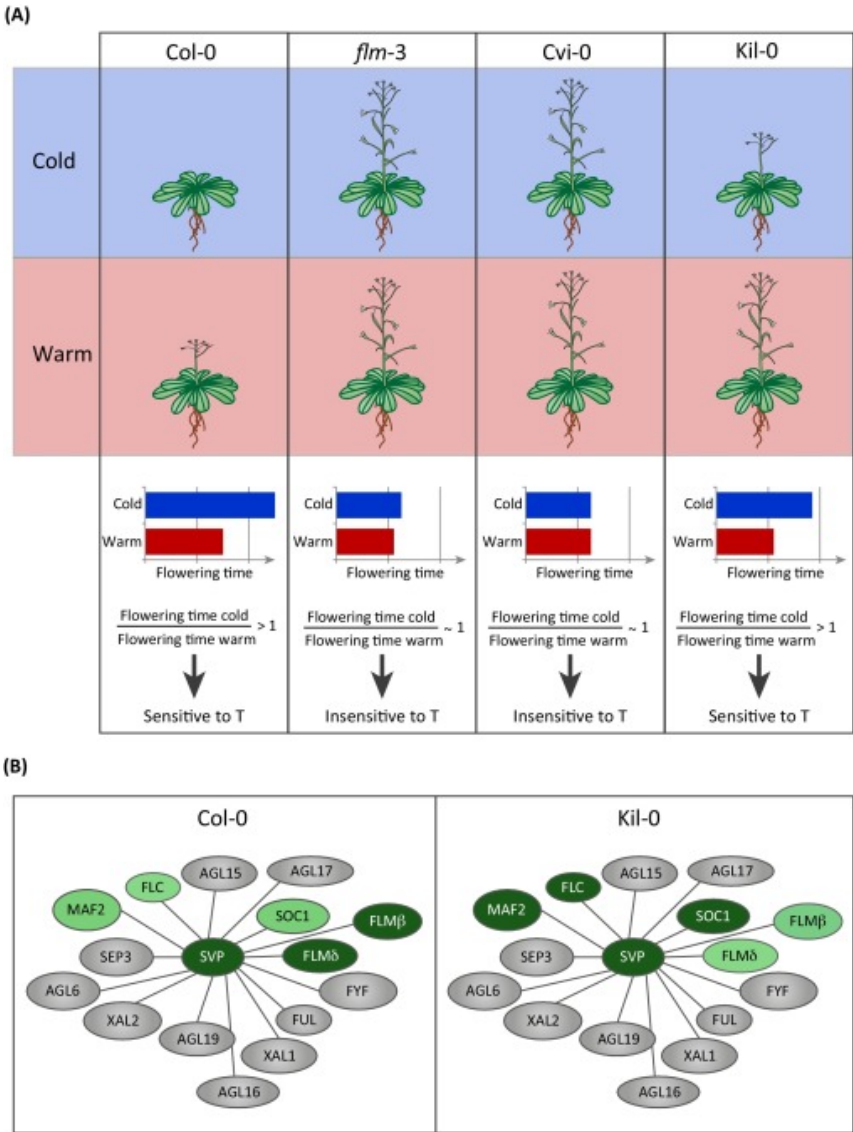 (A)
Col-0 flm-3 Cvi-0 Kil-0
Cold
Warm
Cold Cold Cold Cold
Warm Warm Warm Warm
Flowering time Flowering time Flowering time Flowering time
Flowering time cold Flowering time cold Flowering time cold Flowering time cold
> 1 ~ 1 ~ 1 > 1
Flowering time warm Flowering time warm Flowering time warm Flowering time warm
Sensitive to T Insensitive to T Insensitive to T Sensitive to T
(B)
Col-0
AGL15 AGL17
FLC
MAF2 SOC1 FLMβ
SEP3 SVP FLMδ
AGL6 FYF
XAL2 FUL
AGL19
XAL1
AGL16
Kil-0
AGL15 AGL17
FLC
MAF2 SOC1 FLMβ
SEP3 SVP FLMδ
AGL6 FYF
XAL2 FUL
AGL19
XAL1
AGL16